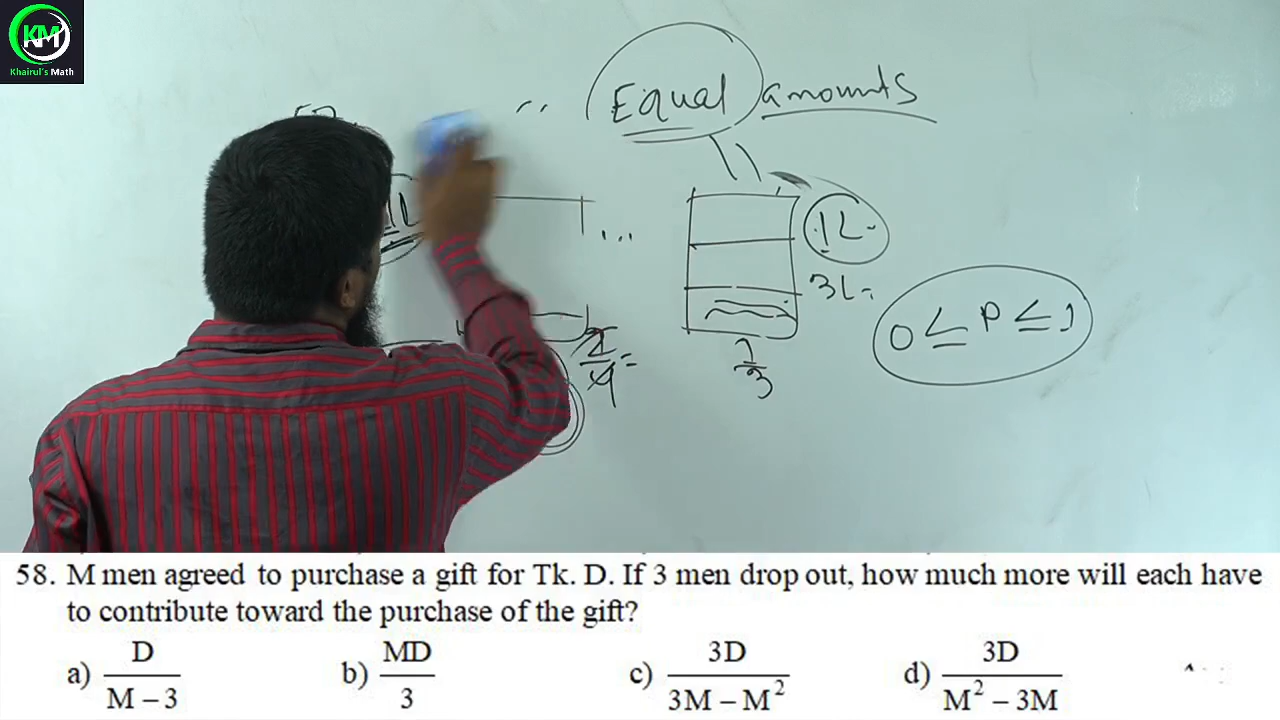 KM
Khairul's Math
Equal amounts
1L
3L
1/3
0 ≤ P ≤ 1
58. M men agreed to purchase a gift for Tk. D. If 3 men drop out, how much more will each have
to contribute toward the purchase of the gift?
a) D/(M – 3) b) MD/3 c) 3D/(3M – M²) d) 3D/(M² – 3M)